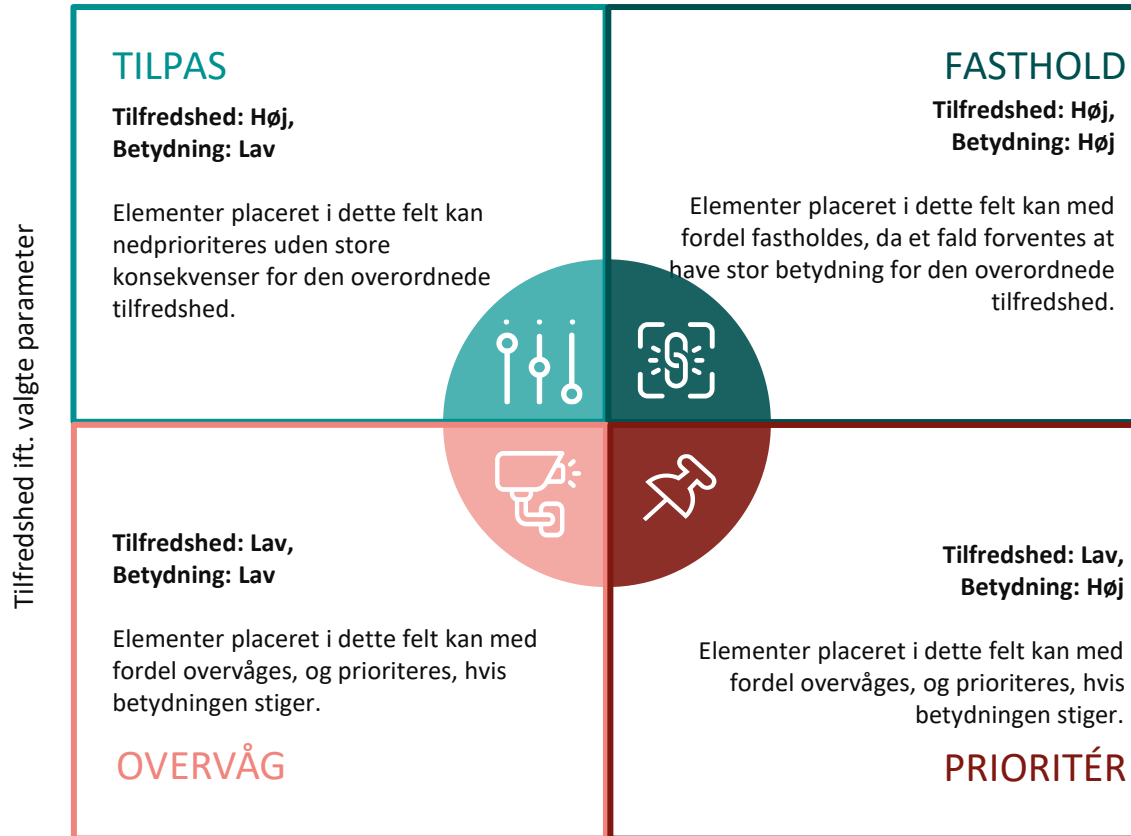 Tilfredshed ift. valgte parameter
TILPAS
Tilfredshed: Høj,
Betydning: Lav
Elementer placeret i dette felt kan
nedprioriteres uden store
konsekvenser for den overordnede
tilfredshed.
FASTHOLD
Tilfredshed: Høj,
Betydning: Høj
Elementer placeret i dette felt kan med
fordel fastholdes, da et fald forventes at
have stor betydning for den overordnede
tilfredshed.
Tilfredshed: Lav,
Betydning: Lav
Elementer placeret i dette felt kan med
fordel overvåges, og prioriteres, hvis
betydningen stiger.
OVERVÅG
Tilfredshed: Lav,
Betydning: Høj
Elementer placeret i dette felt kan med
fordel overvåges, og prioriteres, hvis
betydningen stiger.
PRIORITÉR